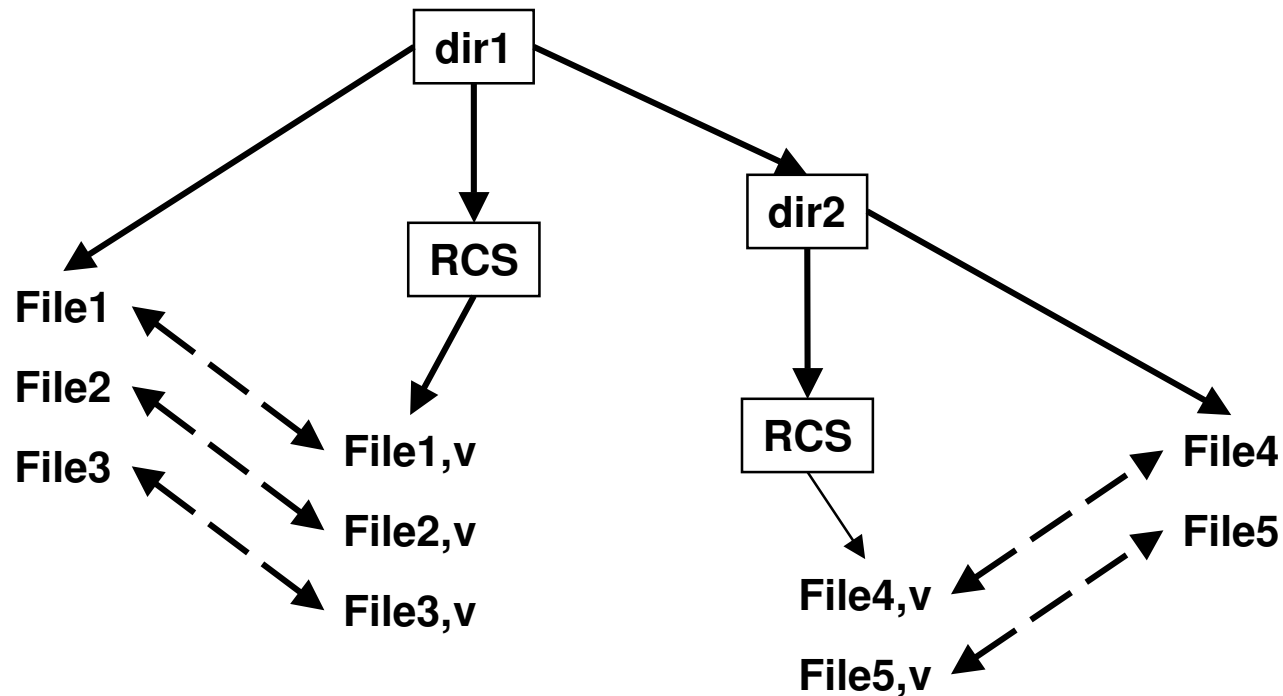 dir1
dir2
RCS
File1
File2
File3
File1,v
File2,v
File3,v
RCS
File4
File5
File4,v
File5,v